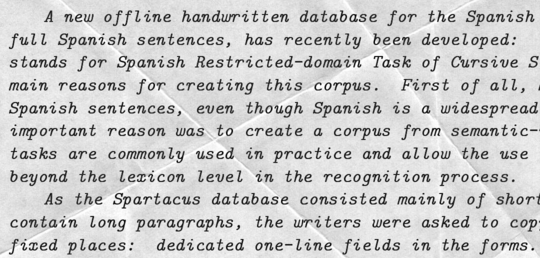 A new offline handwritten database for the Spanish
full Spanish sentences, has recently been developed:
stands for Spanish Restricted-domain Task of Cursive S
main reasons for creating this corpus. First of all,
Spanish sentences, even though Spanish is a widespread
important reason was to create a corpus from semantic-
tasks are commonly used in practice and allow the use
beyond the lexicon level in the recognition process.
As the Spartacus database consisted mainly of short
contain long paragraphs, the writers were asked to cop
fixed places: dedicated one-line fields in the forms.